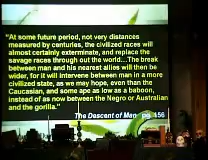 "At some future period, not very distances
measured by centuries, the civilized races will
almost certainly exterminate, and replace the
savage races through out the world...The break
between man and his nearest allies will then be
wider, for it will intervene between man in a more
civilized state, as we may hope, even than the
Caucasian, and some ape as low as a baboon,
instead of as now between the Negro or Australian
and the gorilla."
The Descent of Man pg. 156